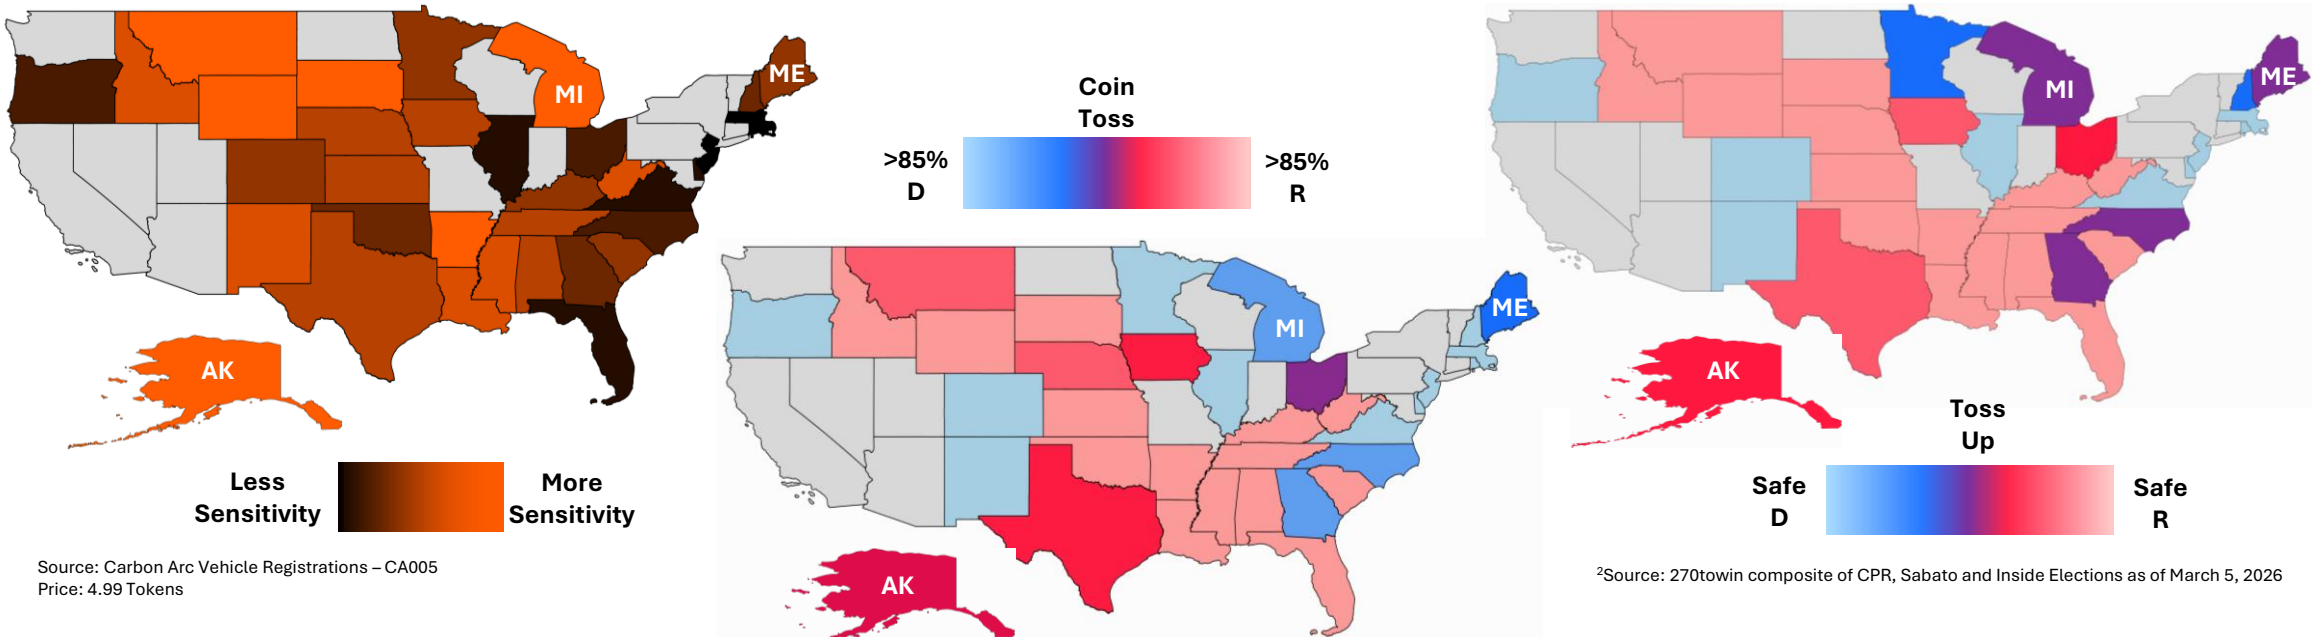 ME
MI
AK
Less
Sensitivity
More
Sensitivity
Source: Carbon Arc Vehicle Registrations – CA005
Price: 4.99 Tokens
Coin
Toss
>85%
D
>85%
R
ME
MI
AK
ME
MI
AK
Toss
Up
Safe
D
Safe
R
²Source: 270towin composite of CPR, Sabato and Inside Elections as of March 5, 2026